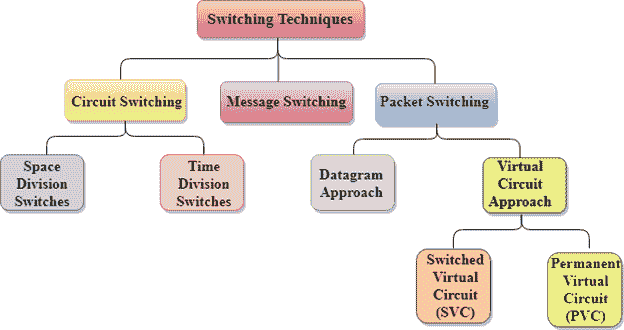 Switching Techniques
Circuit Switching
Message Switching
Packet Switching
Space
Division
Switches
Time
Division
Switches
Datagram
Approach
Virtual
Circuit
Approach
Switched
Virtual
Circuit
(SVC)
Permanent
Virtual
Circuit
(PVC)